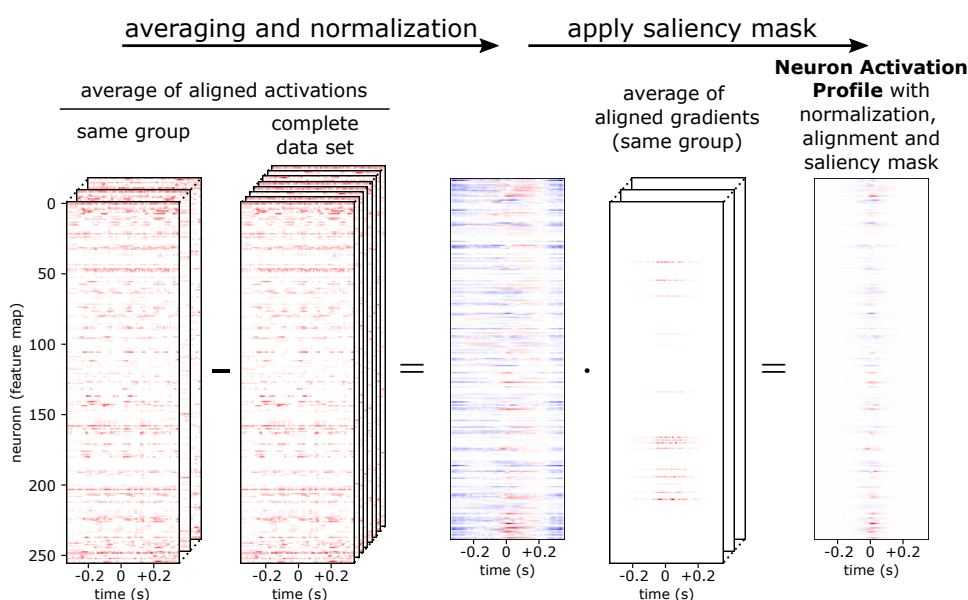 averaging and normalization
apply saliency mask
average of aligned activations
same group
complete
data set
average of
aligned gradients
(same group)
Neuron Activation
Profile with
normalization,
alignment and
saliency mask
neuronn (feature map)
0
50
100
150
200
250
−
=
·
=
-0.2 0 +0.2
time (s)
-0.2 0 +0.2
time (s)
-0.2 0 +0.2
time (s)
-0.2 0 +0.2
time (s)
-0.2 0 +0.2
time (s)